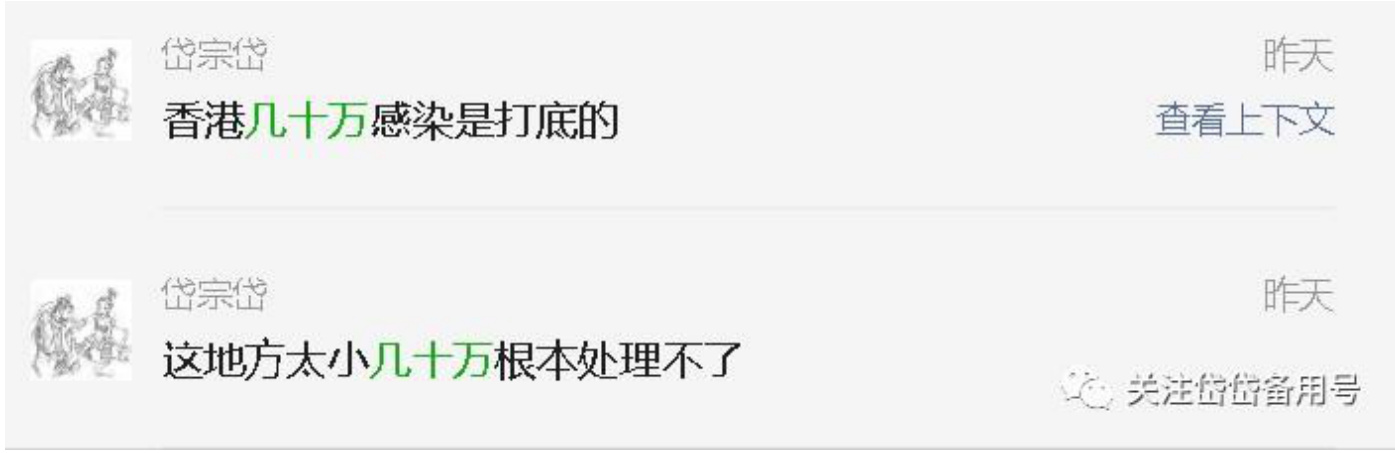 岱宗岱
昨天
香港几十万感染是打底的
查看上下文
岱宗岱
昨天
这地方太小几十万根本处理不了
关注岱岱备用号